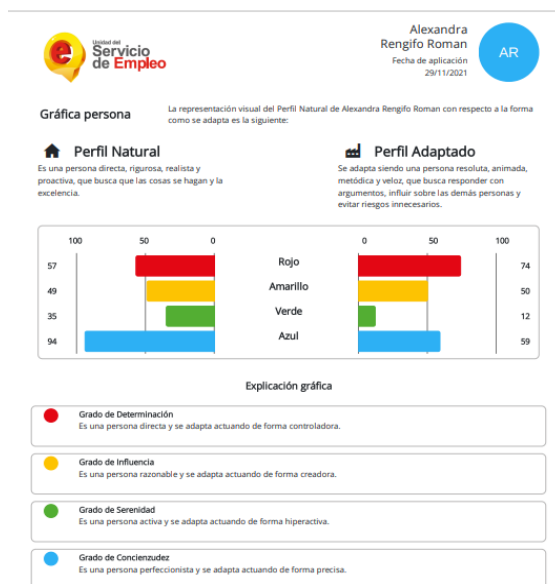 Unidad del
Servicio
de Empleo
Alexandra
Rengifo Roman
Fecha de aplicación
29/11/2021
AR
Gráfica persona
La representación visual del Perfil Natural de Alexandra Rengifo Roman con respecto a la forma
como se adapta es la siguiente:
Perfil Natural
Es una persona directa, rigurosa, realista y
proactiva, que busca que las cosas se hagan y la
excelencia.
Perfil Adaptado
Se adapta siendo una persona resoluta, animada,
metódica y veloz, que busca responder con
argumentos, influir sobre las demás personas y
evitar riesgos innecesarios.
100 50 0 0 50 100
57 Rojo 74
49 Amarillo 50
35 Verde 12
94 Azul 59
Explicación gráfica
Grado de Determinación
Es una persona directa y se adapta actuando de forma controladora.
Grado de Influencia
Es una persona razonable y se adapta actuando de forma creadora.
Grado de Serenidad
Es una persona activa y se adapta actuando de forma hiperactiva.
Grado de Concienzudez
Es una persona perfeccionista y se adapta actuando de forma precisa.